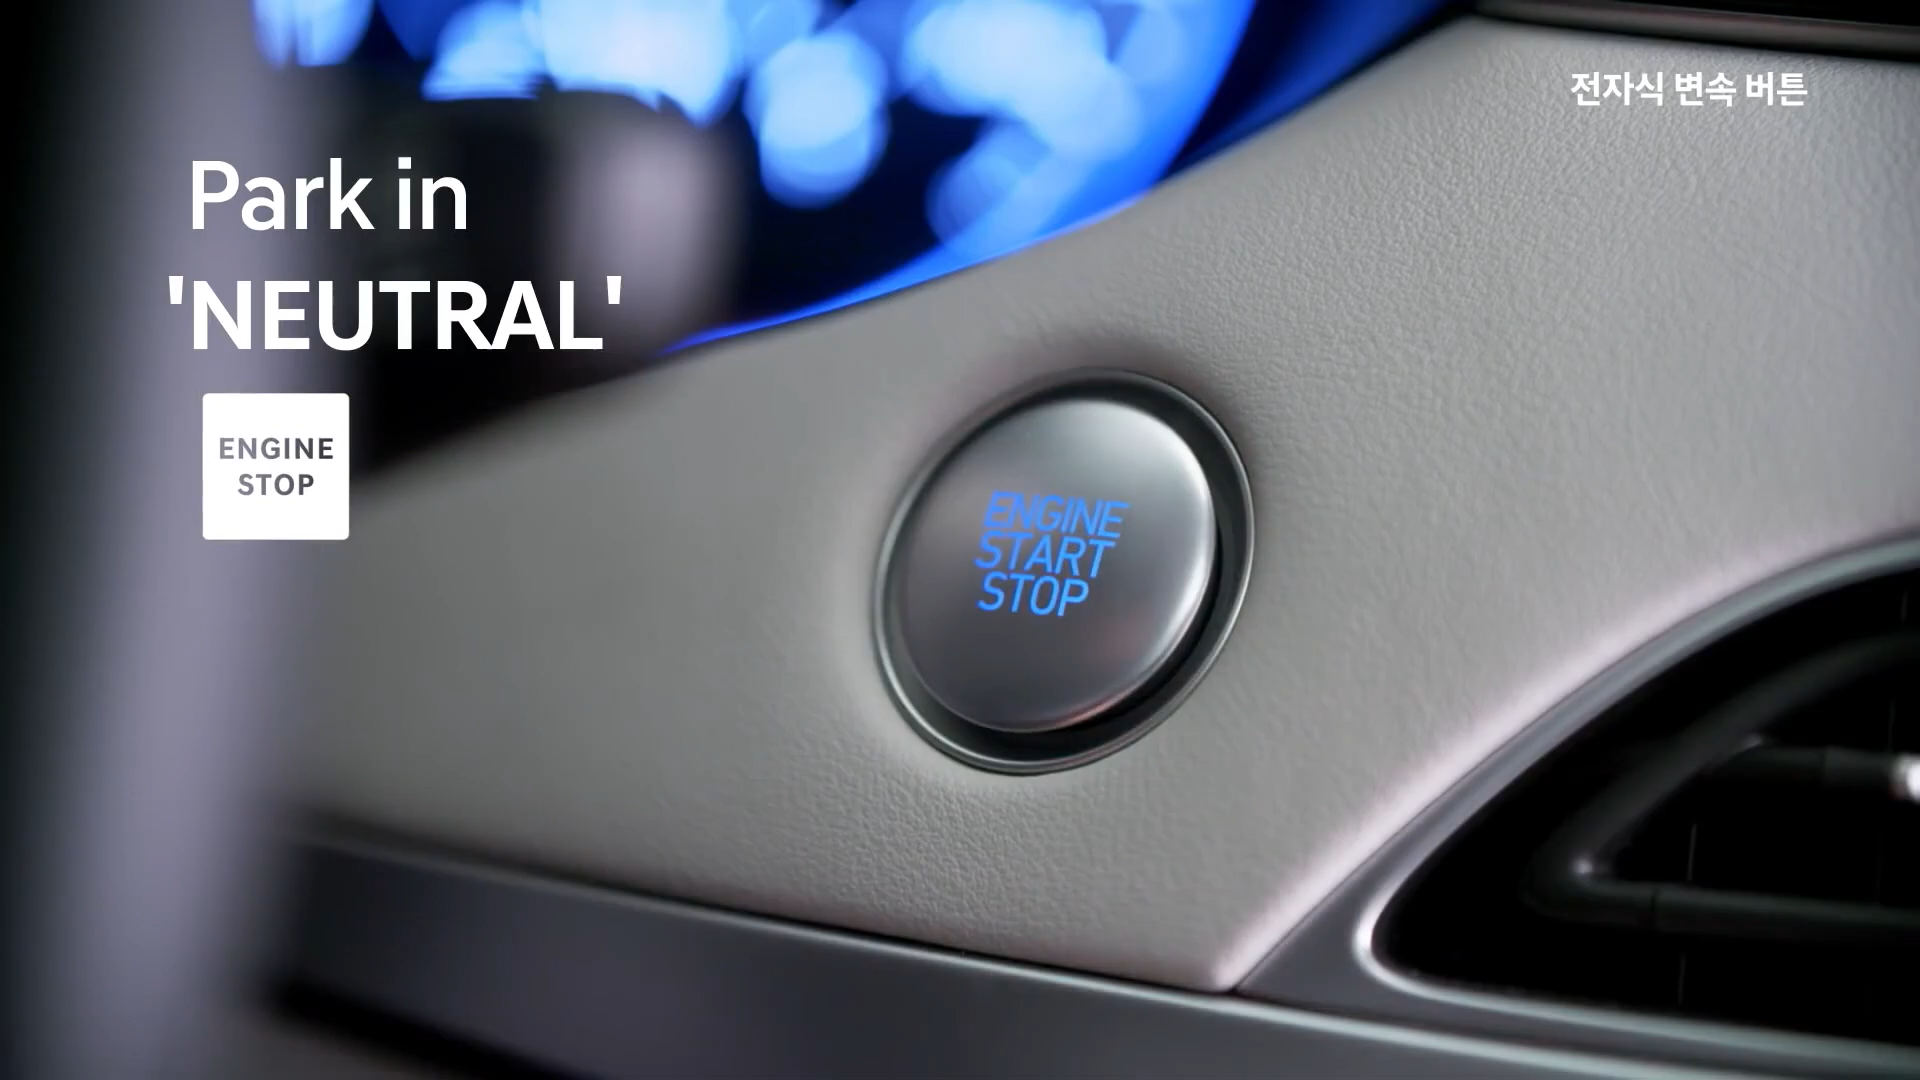 전자식 변속 버튼
Park in
'NEUTRAL'
ENGINE
STOP
ENGINE
START
STOP